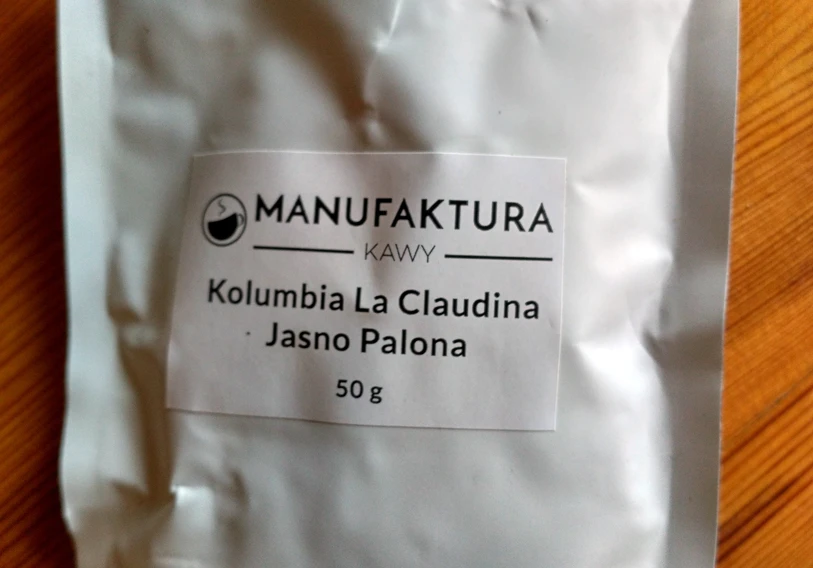 MANUFAKTURA
KAWY
Kolumbia La Claudina
Jasno Palona
50 g